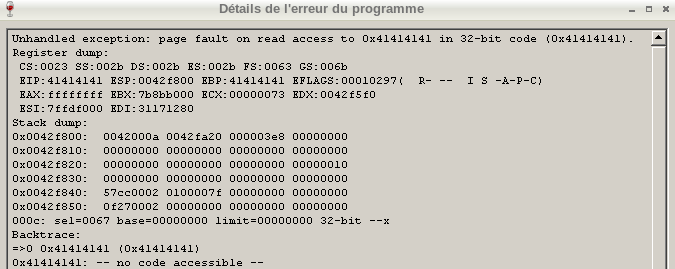 Détails de l'erreur du programme
Unhandled exception: page fault on read access to 0x41414141 in 32-bit code (0x41414141).
Register dump:
CS:0023 SS:002b DS:002b ES:002b FS:0063 GS:006b
EIP:41414141 ESP:0042f800 EBP:41414141 EFLAGS:00010297(  R- --  I S -A-P-C)
EAX:ffffffff EBX:7b8bb000 ECX:00000073 EDX:0042f5f0
ESI:7ffdf000 EDI:31171280
Stack dump:
0x0042f800:  0042000a 0042fa20 000003e8 00000000
0x0042f810:  00000000 00000000 00000000 00000000
0x0042f820:  00000000 00000000 00000000 00000010
0x0042f830:  00000000 00000000 00000000 00000000
0x0042f840:  57cc0002 0100007f 00000000 00000000
0x0042f850:  0f270002 00000000 00000000 00000000
000c: sel=0067 base=00000000 limit=00000000 32-bit --x
Backtrace:
=>0 0x41414141 (0x41414141)
0x41414141: -- no code accessible --